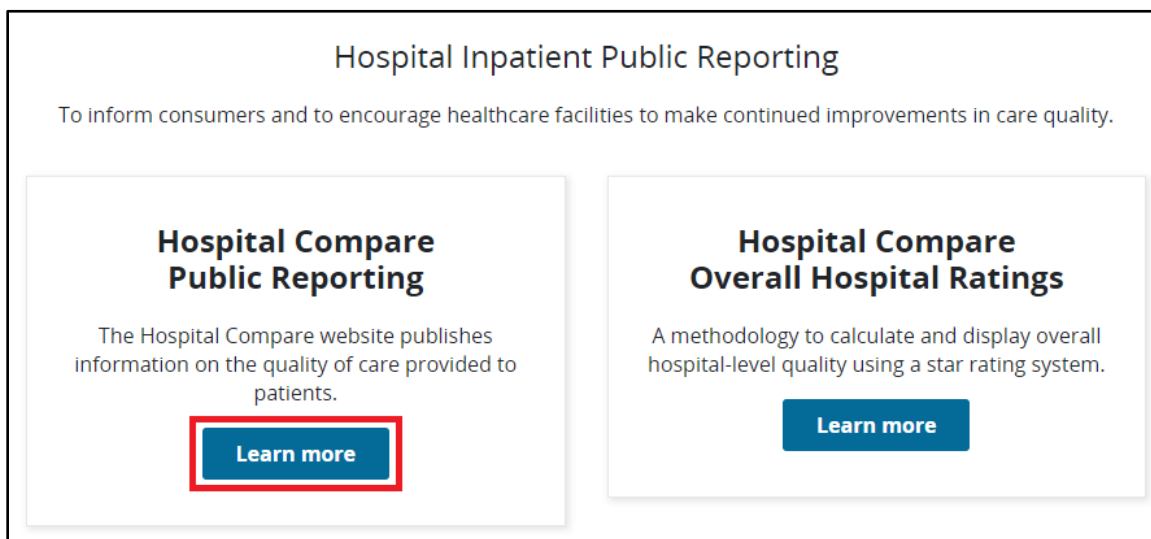 Hospital Inpatient Public Reporting
To inform consumers and to encourage healthcare facilities to make continued improvements in care quality.
Hospital Compare
Public Reporting
The Hospital Compare website publishes
information on the quality of care provided to
patients.
Learn more
Hospital Compare
Overall Hospital Ratings
A methodology to calculate and display overall
hospital-level quality using a star rating system.
Learn more